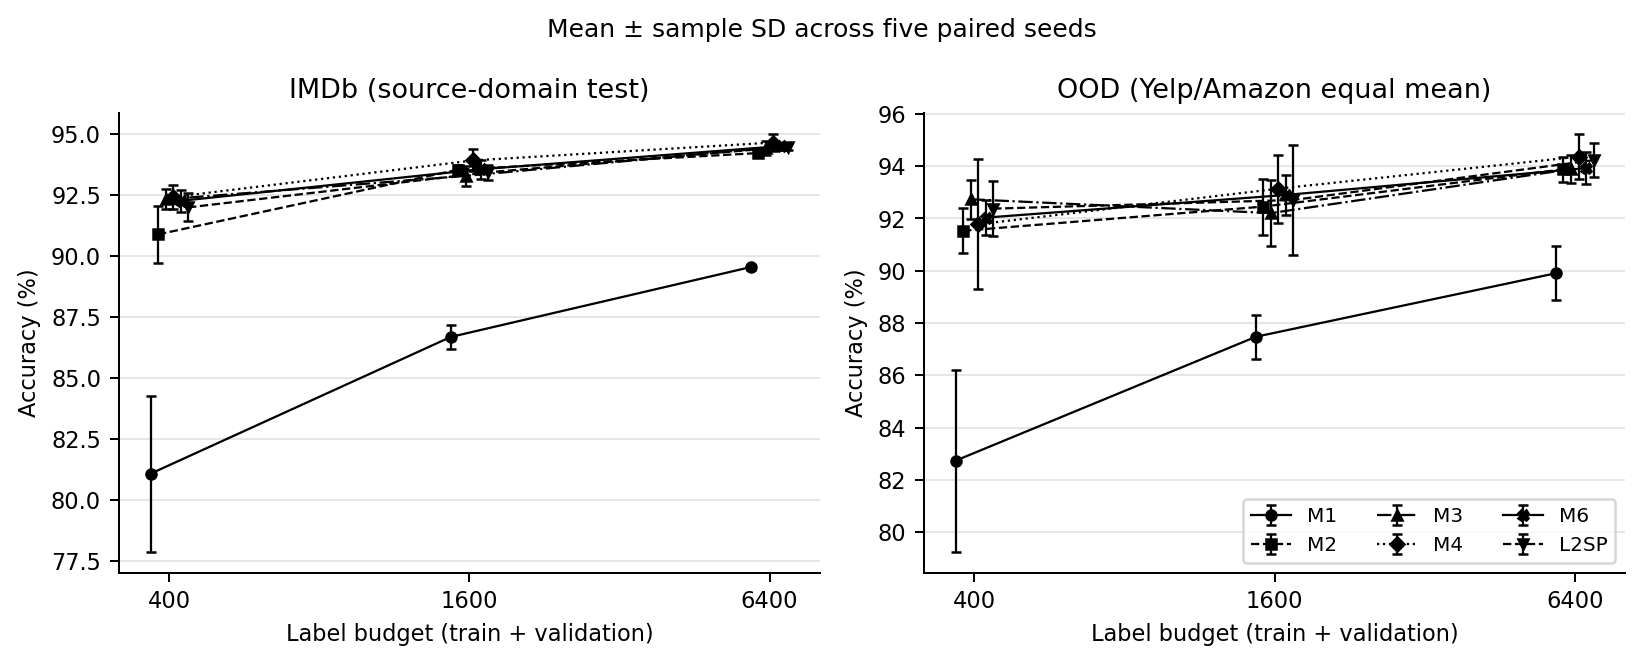 Mean ± sample SD across five paired seeds
IMDb (source-domain test)
Accuracy (%)
95.0
92.5
90.0
87.5
85.0
82.5
80.0
77.5
400
1600
6400
Label budget (train + validation)
OOD (Yelp/Amazon equal mean)
Accuracy (%)
96
94
92
90
88
86
84
82
80
M1
M3
M6
M2
M4
L2SP
400
1600
6400
Label budget (train + validation)